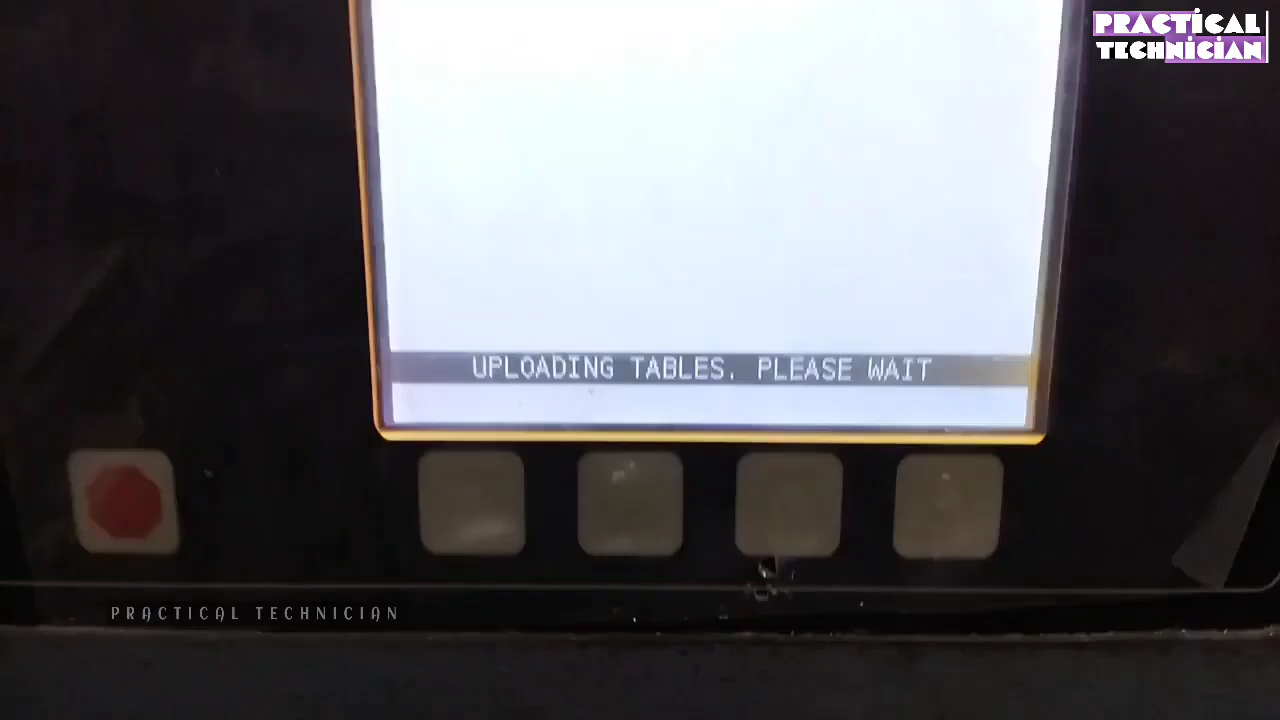 PRACTICAL
TECHNICIAN
UPLOADING TABLES. PLEASE WAIT
PRACTICAL TECHNICIAN